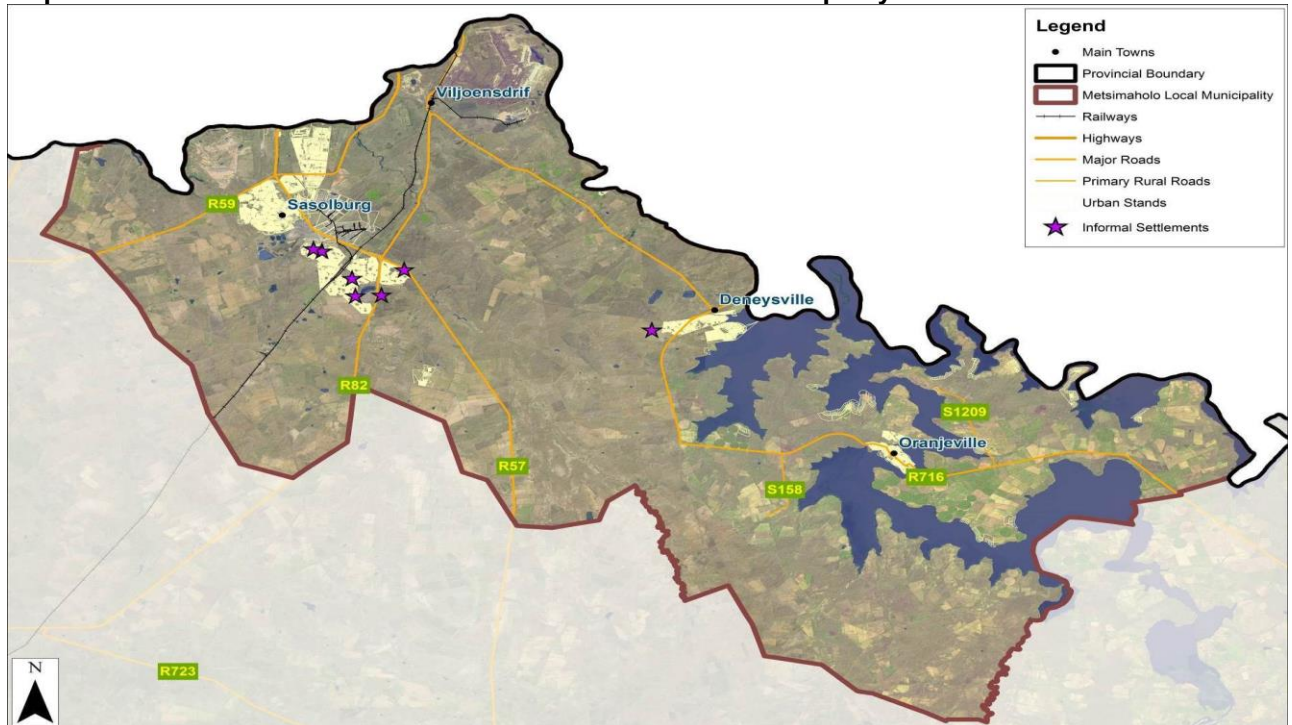 Legend
Main Towns
Provincial Boundary
Metsimaholo Local Municipality
Railways
Highways
Major Roads
Primary Rural Roads
Urban Stands
Informal Settlements
Viljoensdrif
R59
Sasolburg
Deneysville
R82
S1209
Oranjeville
R57
R716
S158
R723
N